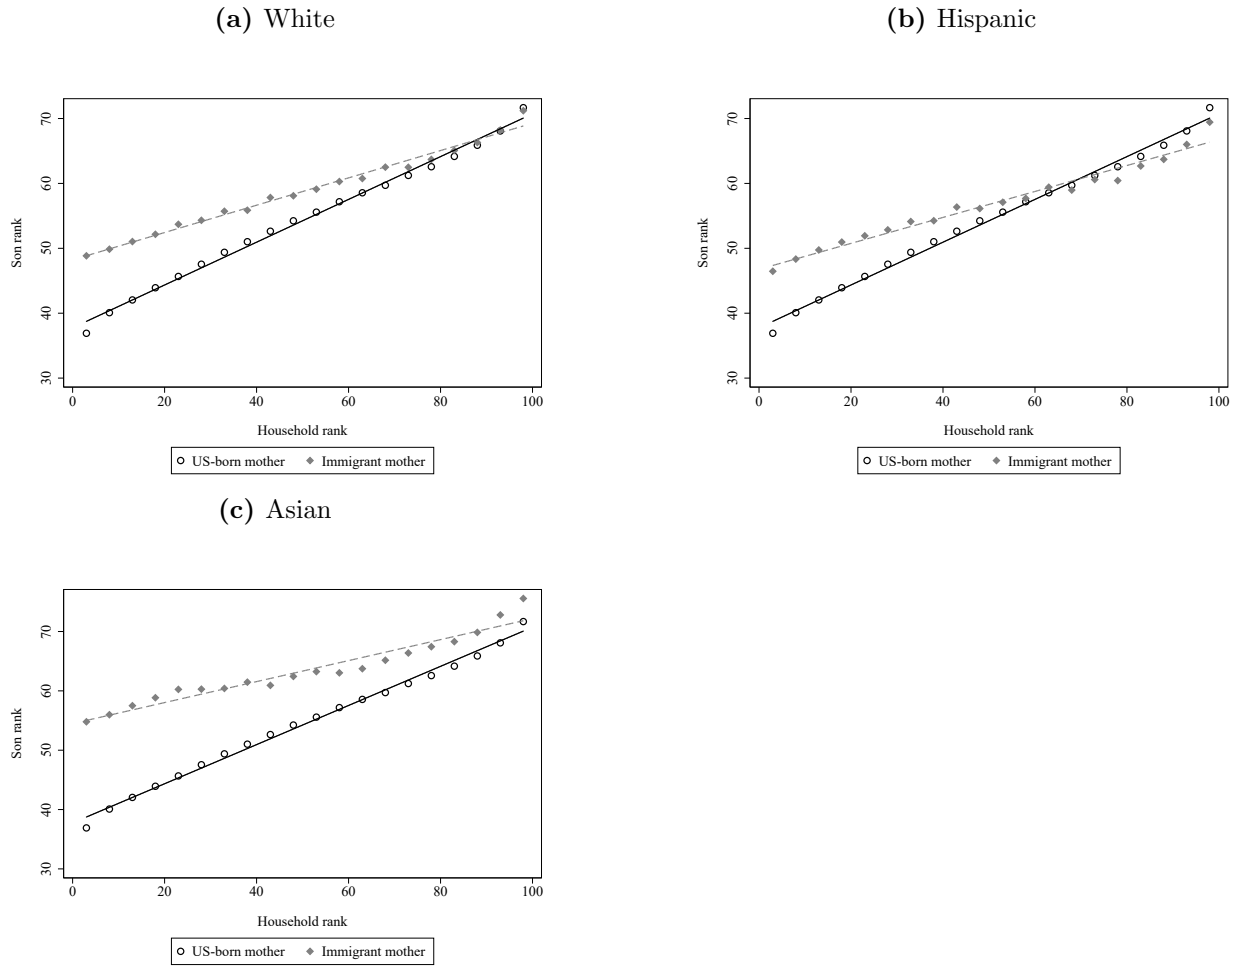 (a) White
(b) Hispanic
Son rank
30 40 50 60 70
0 20 40 60 80 100
Household rank
US-born mother Immigrant mother
Son rank
30 40 50 60 70
0 20 40 60 80 100
Household rank
US-born mother Immigrant mother
(c) Asian
Son rank
30 40 50 60 70
0 20 40 60 80 100
Household rank
US-born mother Immigrant mother